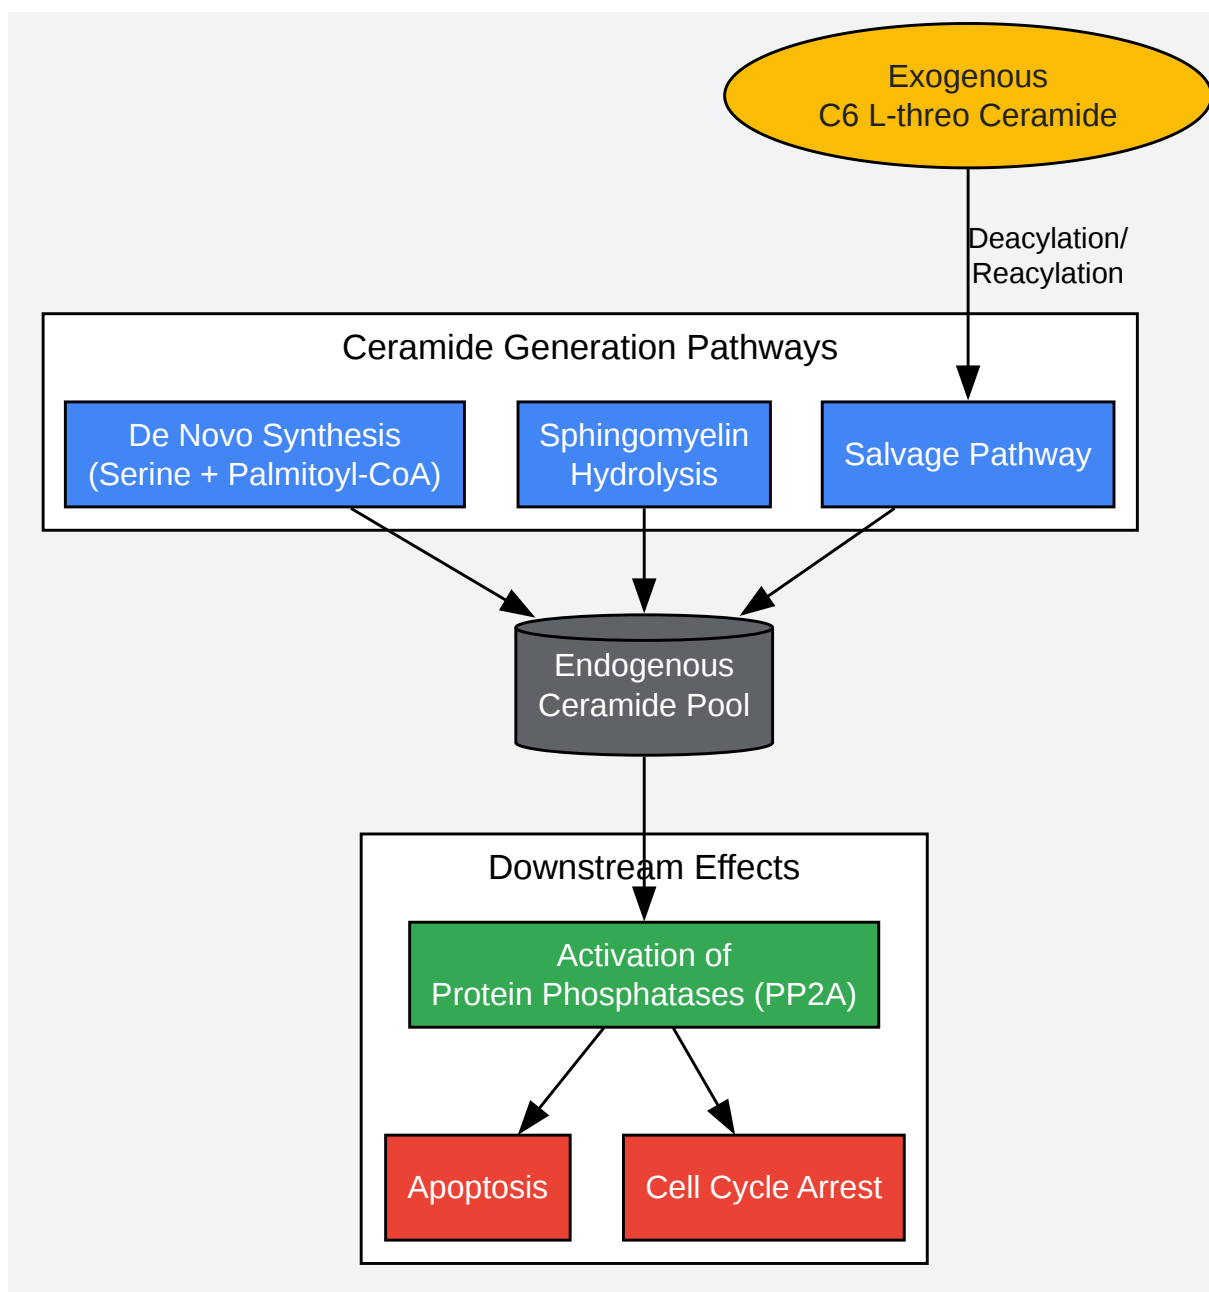 Exogenous
C6 L-threo Ceramide
Deacylation/
Reacylation
Ceramide Generation Pathways
De Novo Synthesis
(Serine + Palmitoyl-CoA)
Sphingomyelin
Hydrolysis
Salvage Pathway
Endogenous
Ceramide Pool
Downstream Effects
Activation of
Protein Phosphatases (PP2A)
Apoptosis
Cell Cycle Arrest